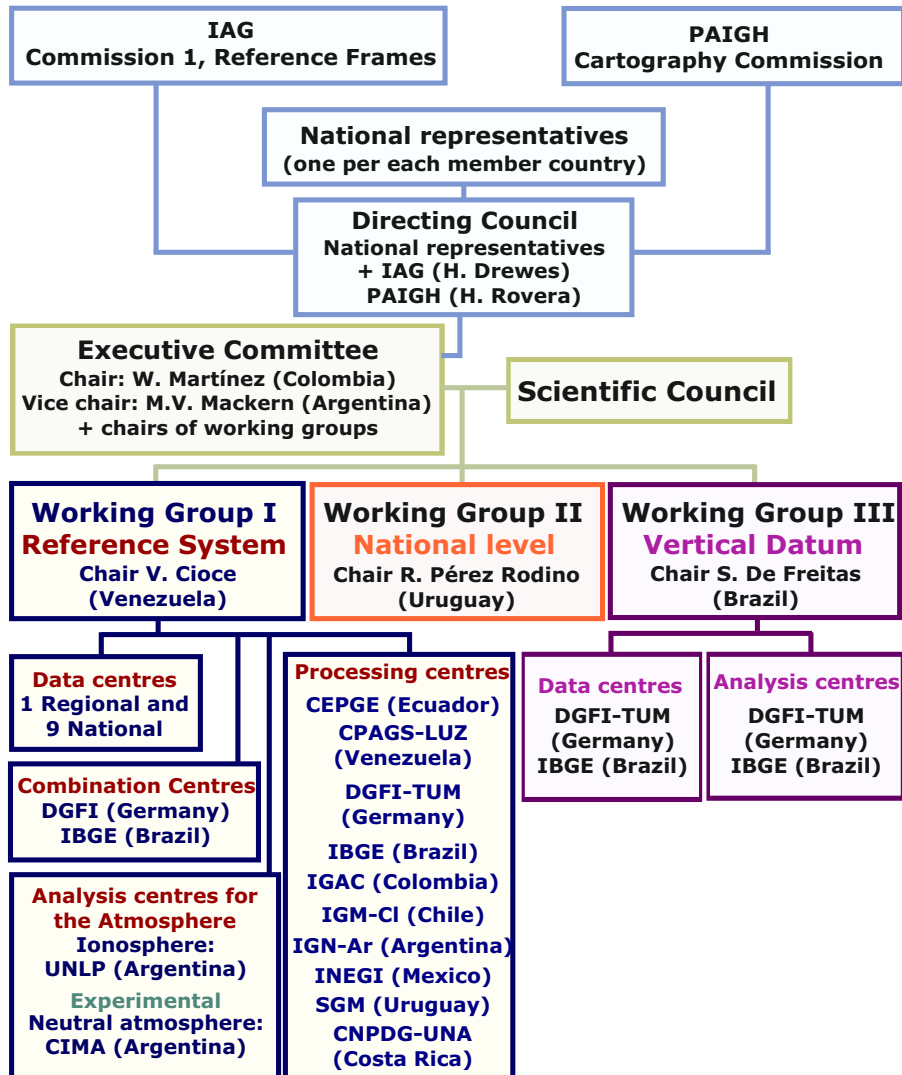 IAG
Commission 1, Reference Frames
PAIGH
Cartography Commission
National representatives
(one per each member country)
Directing Council
National representatives
+ IAG (H. Drewes)
PAIGH (H. Rovera)
Executive Committee
Chair: W. Martínez (Colombia)
Vice chair: M.V. Mackern (Argentina)
+ chairs of working groups
Scientific Council
Working Group I
Reference System
Chair V. Cioce
(Venezuela)
Working Group II
National level
Chair R. Pérez Rodino
(Uruguay)
Working Group III
Vertical Datum
Chair S. De Freitas
(Brazil)
Data centres
1 Regional and
9 National
Combination Centres
DGFI (Germany)
IBGE (Brazil)
Analysis centres for
the Atmosphere
Ionosphere:
UNLP (Argentina)
Experimental
Neutral atmosphere:
CIMA (Argentina)
Processing centres
CEPGE (Ecuador)
CPAGS-LUZ
(Venezuela)
DGFI-TUM
(Germany)
IBGE (Brazil)
IGAC (Colombia)
IGM-Cl (Chile)
IGN-Ar (Argentina)
INEGI (Mexico)
SGM (Uruguay)
CNPDG-UNA
(Costa Rica)
Data centres
DGFI-TUM
(Germany)
IBGE (Brazil)
Analysis centres
DGFI-TUM
(Germany)
IBGE (Brazil)